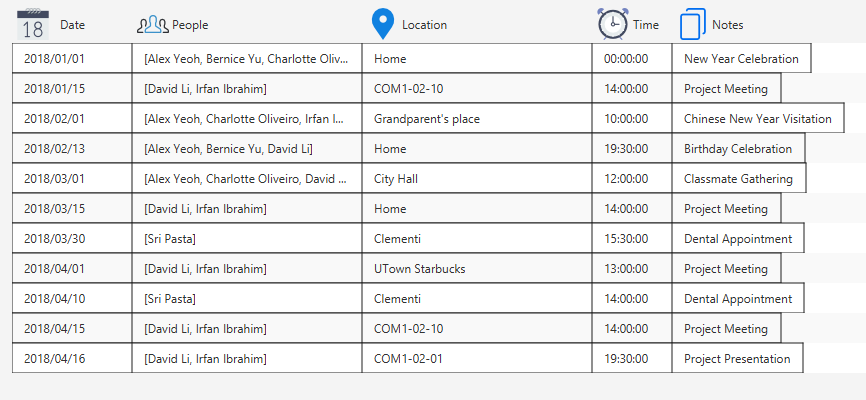 18 Date People Location Time Notes
2018/01/01 [Alex Yeoh, Bernice Yu, Charlotte Oliv... Home 00:00:00 New Year Celebration
2018/01/15 [David Li, Irfan Ibrahim] COM1-02-10 14:00:00 Project Meeting
2018/02/01 [Alex Yeoh, Charlotte Oliveiro, Irfan I... Grandparent's place 10:00:00 Chinese New Year Visitation
2018/02/13 [Alex Yeoh, Bernice Yu, David Li] Home 19:30:00 Birthday Celebration
2018/03/01 [Alex Yeoh, Charlotte Oliveiro, David ... City Hall 12:00:00 Classmate Gathering
2018/03/15 [David Li, Irfan Ibrahim] Home 14:00:00 Project Meeting
2018/03/30 [Sri Pasta] Clementi 15:30:00 Dental Appointment
2018/04/01 [David Li, Irfan Ibrahim] UTown Starbucks 13:00:00 Project Meeting
2018/04/10 [Sri Pasta] Clementi 14:00:00 Dental Appointment
2018/04/15 [David Li, Irfan Ibrahim] COM1-02-10 14:00:00 Project Meeting
2018/04/16 [David Li, Irfan Ibrahim] COM1-02-01 19:30:00 Project Presentation